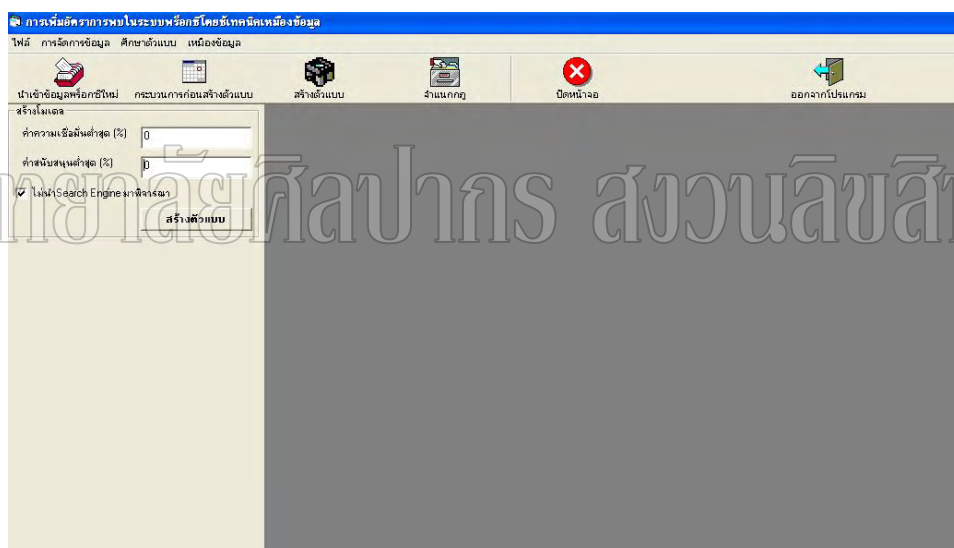 การเพิ่มอัตราการพบในระบบพร็อกซีโดยใช้เทคนิคเหมืองข้อมูล
ไฟล์ การจัดการข้อมูล ศึกษาตัวแบบ เหมืองข้อมูล
นำเข้าข้อมูลพร็อกซีใหม่ กระบวนการก่อนสร้างตัวแบบ สร้างตัวแบบ จำแนกกฎ ปิดหน้าจอ ออกจากโปรแกรม
สร้างโมเดล
ค่าความเชื่อมั่นต่ำสุด (%) 0
ค่าสนับสนุนต่ำสุด (%) 0
ไม่นำSearch Engine มาพิจารณา
สร้างตัวแบบ
ทยาลัยศิลปากร สงวนลิขสิ